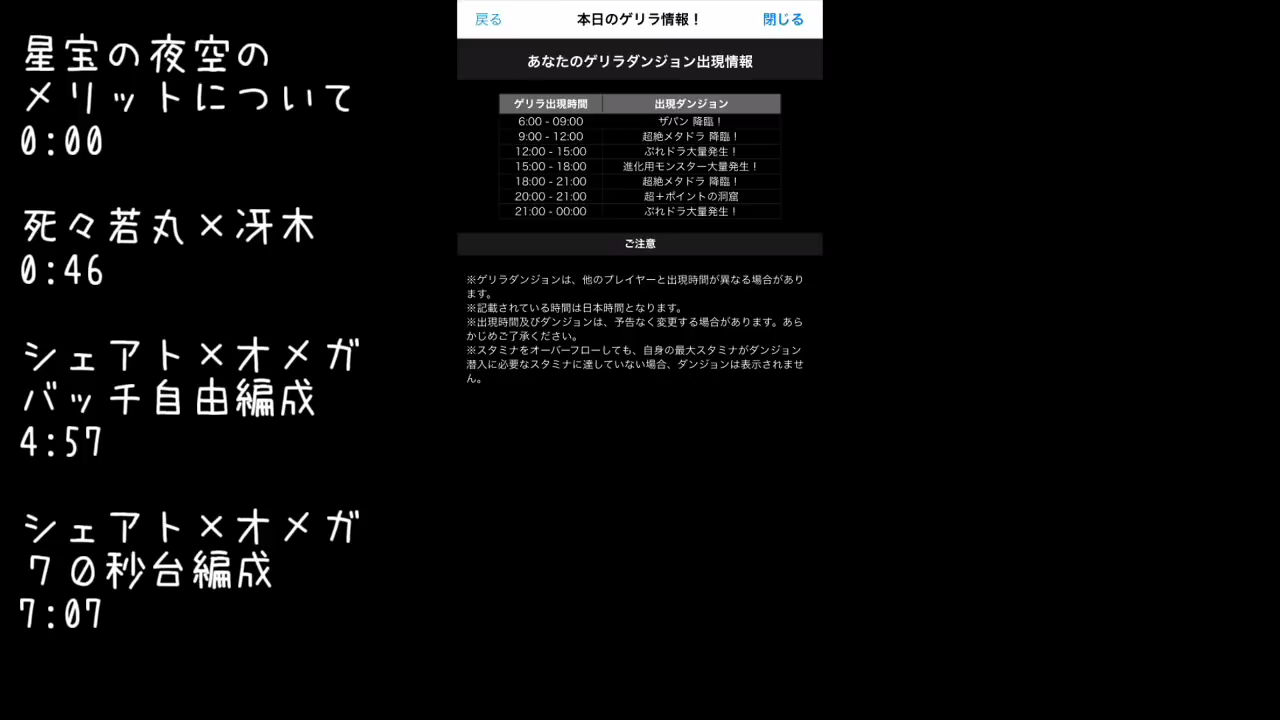 星宝の夜空の
メリットについて
0:00
死々若丸×冴木
0:46
シェアト×オメガ
バッチ自由編成
4:57
シェアト×オメガ
７０秒台編成
7:07
戻る 本日のゲリラ情報！ 閉じる
あなたのゲリラダンジョン出現情報
ゲリラ出現時間 出現ダンジョン
6:00 - 09:00 ザパン 降臨！
9:00 - 12:00 超絶メタドラ 降臨！
12:00 - 15:00 ぷれドラ大量発生！
15:00 - 18:00 進化用モンスター大量発生！
18:00 - 21:00 超絶メタドラ 降臨！
20:00 - 21:00 超＋ポイントの洞窟
21:00 - 00:00 ぷれドラ大量発生！
ご注意
※ゲリラダンジョンは、他のプレイヤーと出現時間が異なる場合があり
ます。
※記載されている時間は日本時間となります。
※出現時間及びダンジョンは、予告なく変更する場合があります。あら
かじめご了承ください。
※スタミナをオーバーフローしても、自身の最大スタミナがダンジョン
潜入に必要なスタミナに達していない場合、ダンジョンは表示されませ
ん。